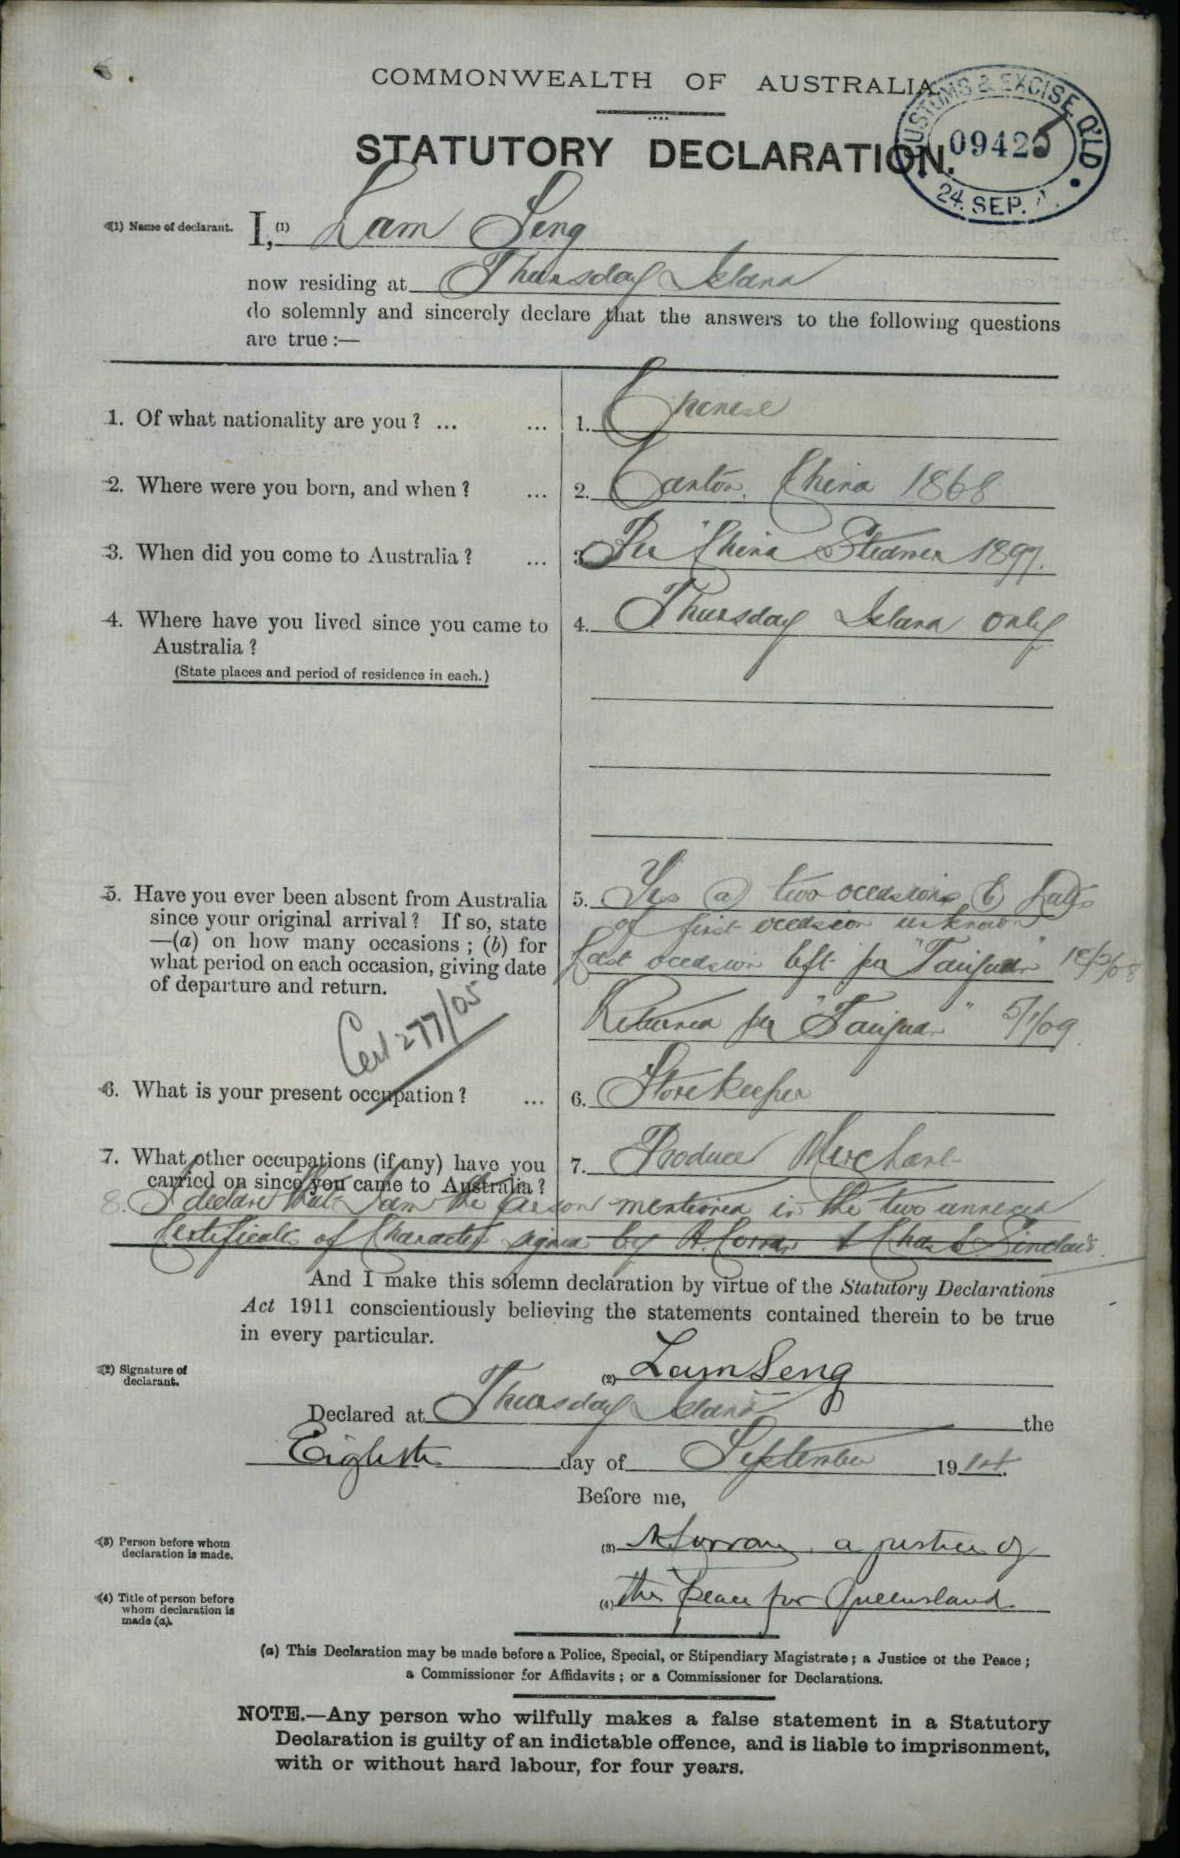 COMMONWEALTH OF AUSTRALIA.
CUSTOMS & EXCISE Q'LD
09425
24. SEP.
STATUTORY DECLARATION.
(1) Name of declarant.
I, (1) Lam Seng
now residing at Thursday Island
do solemnly and sincerely declare that the answers to the following questions
are true :—
1. Of what nationality are you ? ... ... 1. Chinese
2. Where were you born, and when ? ... 2. Canton. China 1868
3. When did you come to Australia ? ... 3. Per "China Steamer 1897.
4. Where have you lived since you came to 4. Thursday Island only
Australia ?
(State places and period of residence in each.)
5. Have you ever been absent from Australia 5. Yes (a) two occasions (b) Date
since your original arrival ? If so, state of first occasion unknown
—(a) on how many occasions ; (b) for
what period on each occasion, giving date Last occasion left per "Taiyuan"
and return.
of departure and return.
Returned per "Taiyuan" 5/1/09
Cert 277/05
6. What is your present occupation ? ... 6. Storekeeper
7. What other occupations (if any) have you 7. Produce Merchant
carried on since you came to Australia ?
8. I declare that I am the person mentioned in the two annexed
Certificates of Character signed by A. Corran & Chas Sinclair.
And I make this solemn declaration by virtue of the Statutory Declarations
Act 1911 conscientiously believing the statements contained therein to be true
in every particular.
(2) Signature of
declarant.
(2) Lam Seng
Declared at Thursday Island the
Eighth day of September 1914.
Before me,
(3) Person before whom
declaration is made.
(3) A Corran, a justice of
(4) Title of person before
whom declaration is
made (a).
(4) the peace for Queensland.
(a) This Declaration may be made before a Police, Special, or Stipendiary Magistrate ; a Justice of the Peace ;
a Commissioner for Affidavits ; or a Commissioner for Declarations.
NOTE.—Any person who wilfully makes a false statement in a Statutory
Declaration is guilty of an indictable offence, and is liable to imprisonment,
with or without hard labour, for four years.